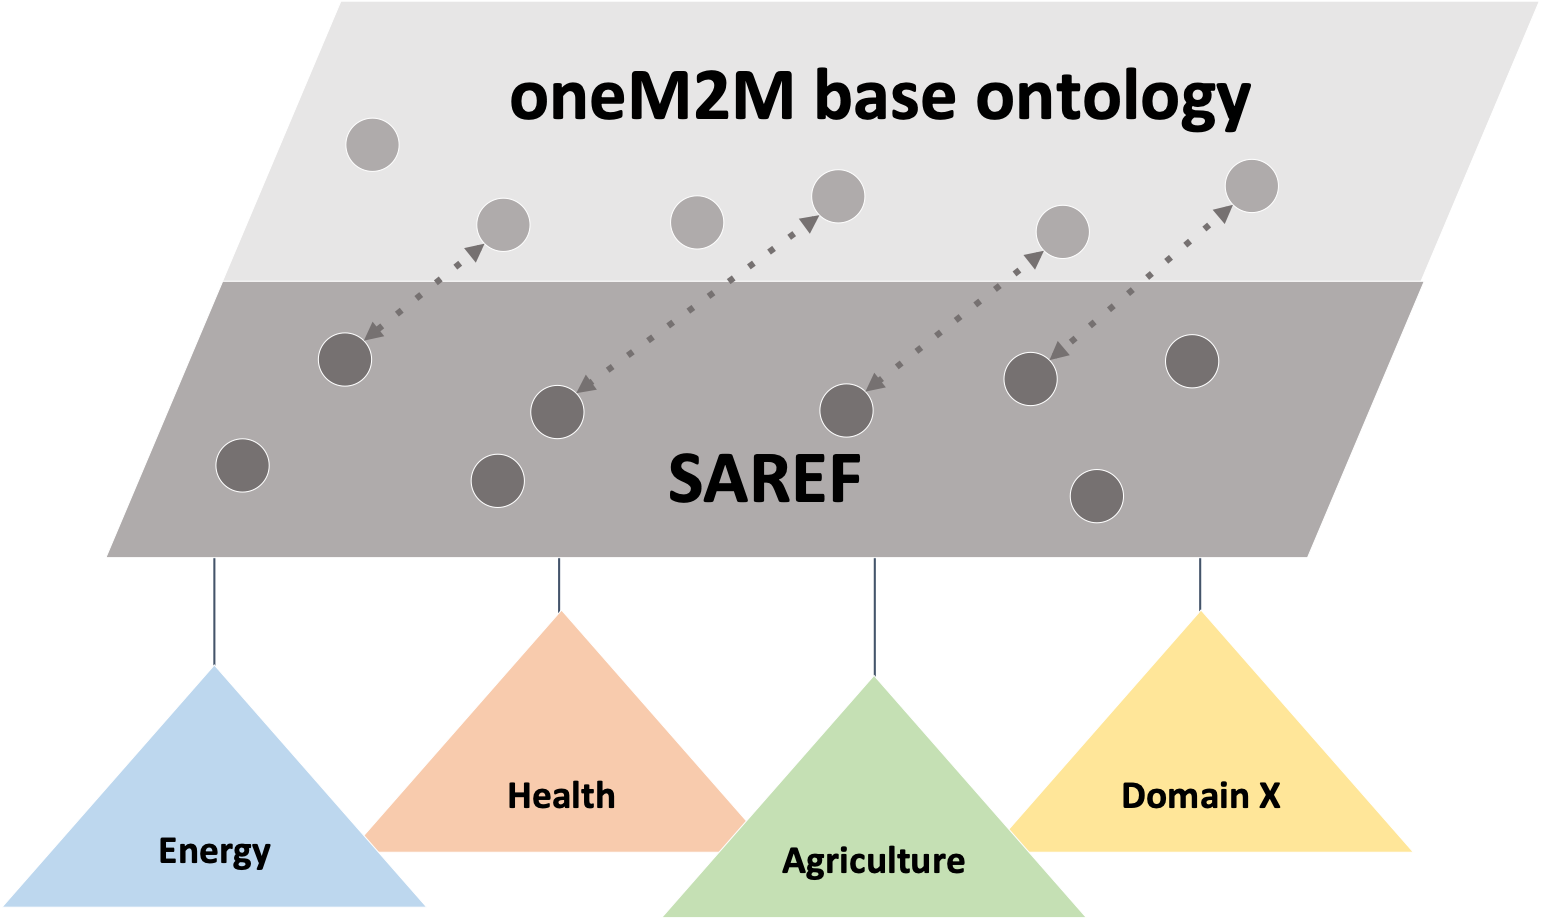 oneM2M base ontology
SAREF
Health
Domain X
Energy
Agriculture